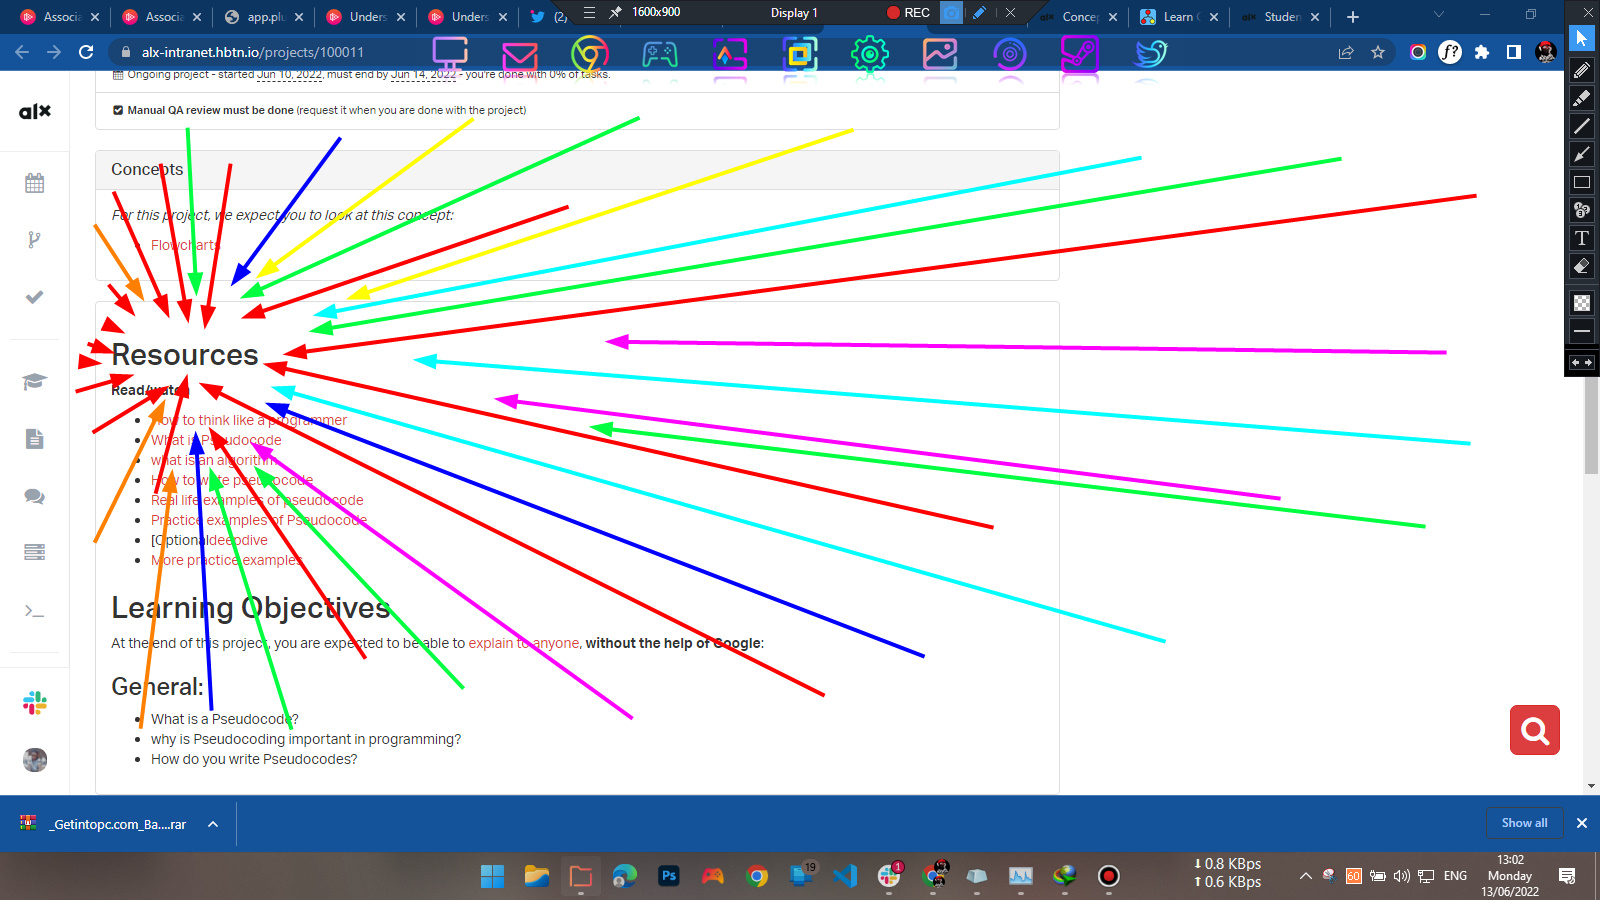 1600x900
Display 1
REC
Associa
Associa
app.plu
Unders
Unders
(2)
Concep
Learn
Studen
alx-intranet.hbtn.io/projects/100011
Ongoing project - started Jun 10, 2022, must end by Jun 14, 2022 - you're done with 0% of tasks.
alx
Manual QA review must be done (request it when you are done with the project)
Concepts
For this project, we expect you to look at this concept:
Flowcharts
Resources
Read/watch
How to think like a programmer
What is Pseudocode
what is an algorithm
How to write pseudocode
Real life examples of pseudocode
Practice examples of Pseudocode
[Optionaldeepdive
More practice examples
Learning Objectives
At the end of this project, you are expected to be able to explain to anyone, without the help of Google:
General:
What is a Pseudocode?
why is Pseudocoding important in programming?
How do you write Pseudocodes?
_Getintopc.com_Ba....rar
Show all
Ps
19
1
0.8 KBps
0.6 KBps
60
ENG
13:02
Monday
13/06/2022